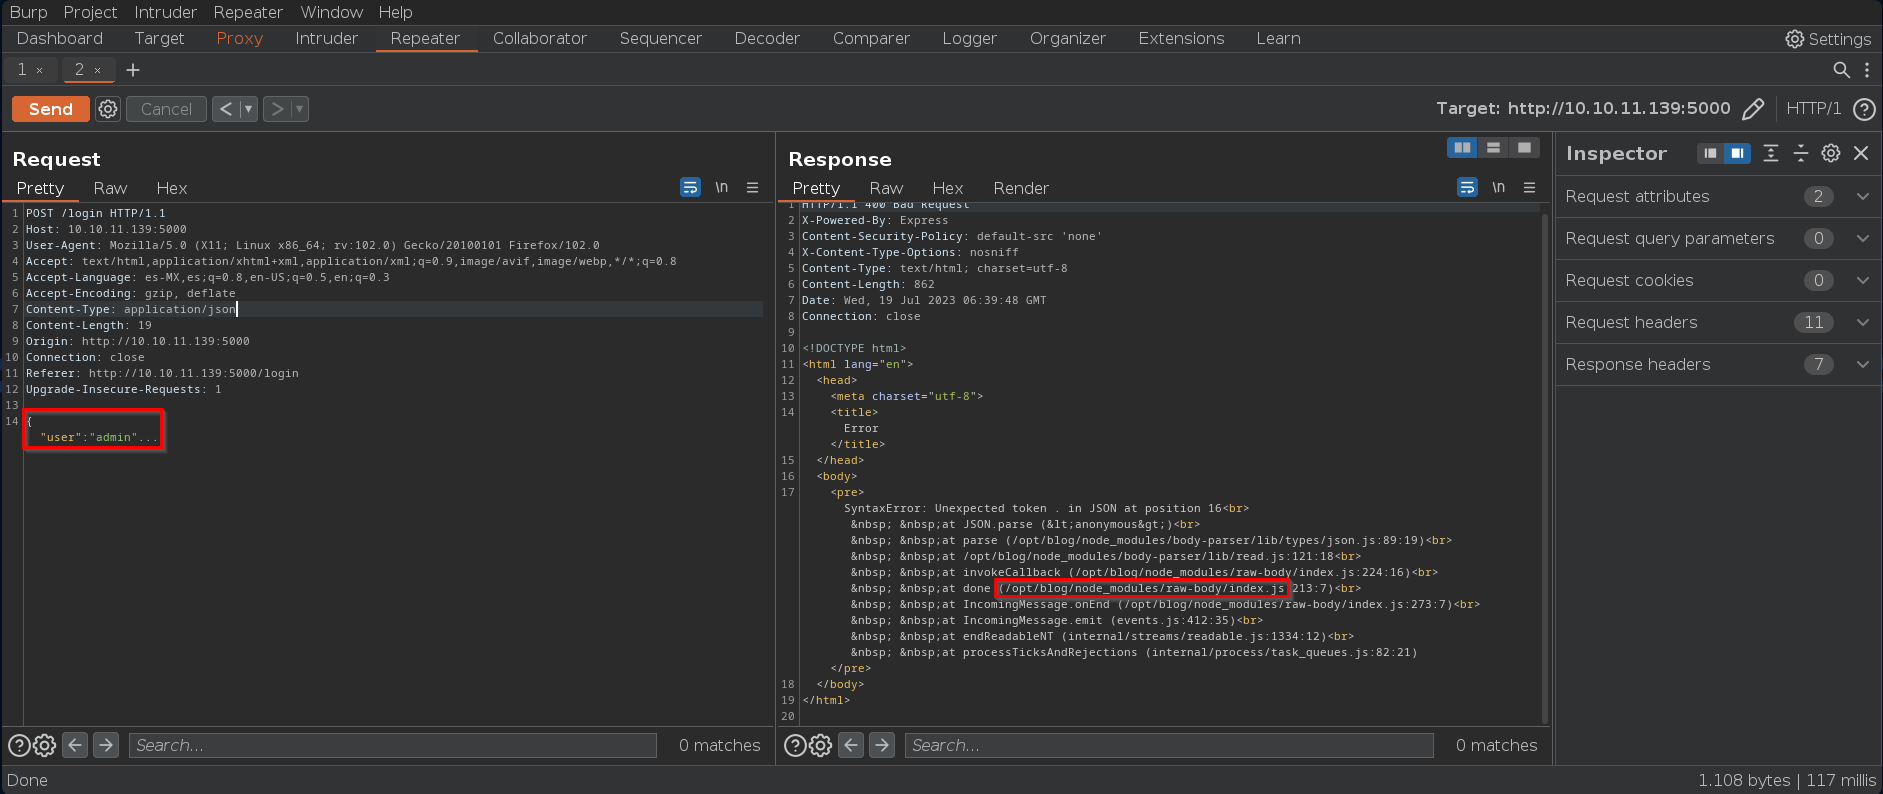 Burp Project Intruder Repeater Window Help
Dashboard Target Proxy Intruder Repeater Collaborator Sequencer Decoder Comparer Logger Organizer Extensions Learn Settings
1 × 2 × +
Send Cancel < > Target: http://10.10.11.139:5000 HTTP/1 ?
Request
Pretty Raw Hex \n
1 POST /login HTTP/1.1
2 Host: 10.10.11.139:5000
3 User-Agent: Mozilla/5.0 (X11; Linux x86_64; rv:102.0) Gecko/20100101 Firefox/102.0
4 Accept: text/html,application/xhtml+xml,application/xml;q=0.9,image/avif,image/webp,*/*;q=0.8
5 Accept-Language: es-MX,es;q=0.8,en-US;q=0.5,en;q=0.3
6 Accept-Encoding: gzip, deflate
7 Content-Type: application/json
8 Content-Length: 19
9 Origin: http://10.10.11.139:5000
10 Connection: close
11 Referer: http://10.10.11.139:5000/login
12 Upgrade-Insecure-Requests: 1
13
14 {
"user":"admin"...
Search...
0 matches
Response
Pretty Raw Hex Render \n
1 HTTP/1.1 400 Bad Request
2 X-Powered-By: Express
3 Content-Security-Policy: default-src 'none'
4 X-Content-Type-Options: nosniff
5 Content-Type: text/html; charset=utf-8
6 Content-Length: 862
7 Date: Wed, 19 Jul 2023 06:39:48 GMT
8 Connection: close
9
10 <!DOCTYPE html>
11 <html lang="en">
12 <head>
13 <meta charset="utf-8">
14 <title>
Error
</title>
15 </head>
16 <body>
17 <pre>
SyntaxError: Unexpected token . in JSON at position 16<br>
&nbsp; &nbsp;at JSON.parse (&lt;anonymous&gt;)<br>
&nbsp; &nbsp;at parse (/opt/blog/node_modules/body-parser/lib/types/json.js:89:19)<br>
&nbsp; &nbsp;at /opt/blog/node_modules/body-parser/lib/read.js:121:18<br>
&nbsp; &nbsp;at invokeCallback (/opt/blog/node_modules/raw-body/index.js:224:16)<br>
&nbsp; &nbsp;at done (/opt/blog/node_modules/raw-body/index.js:213:7)<br>
&nbsp; &nbsp;at IncomingMessage.onEnd (/opt/blog/node_modules/raw-body/index.js:273:7)<br>
&nbsp; &nbsp;at IncomingMessage.emit (events.js:412:35)<br>
&nbsp; &nbsp;at endReadableNT (internal/streams/readable.js:1334:12)<br>
&nbsp; &nbsp;at processTicksAndRejections (internal/process/task_queues.js:82:21)
</pre>
18 </body>
19 </html>
20
Search...
0 matches
Inspector
Request attributes 2
Request query parameters 0
Request cookies 0
Request headers 11
Response headers 7
Done
1.108 bytes | 117 millis